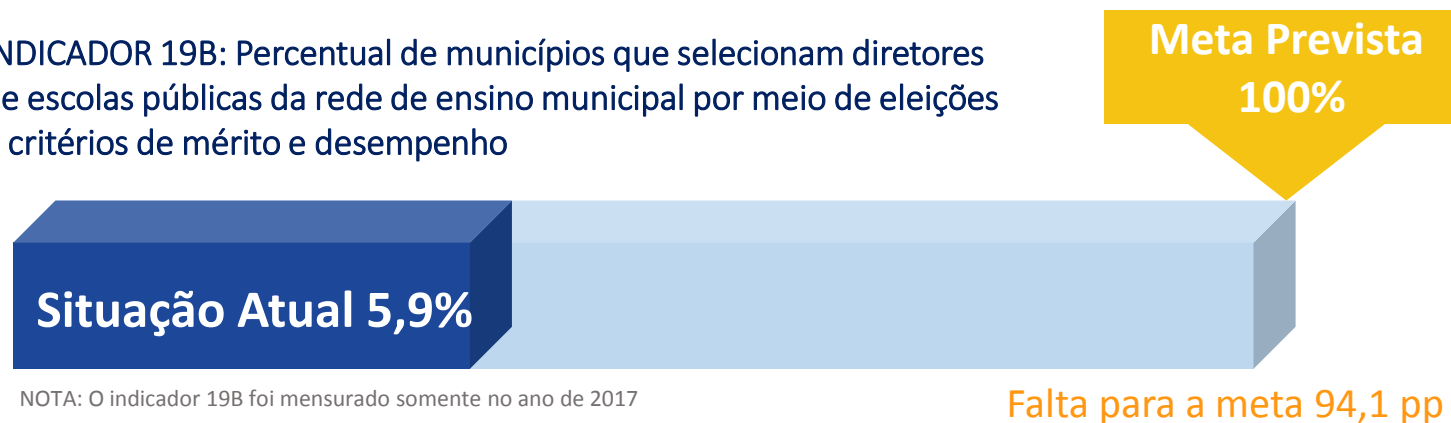 NDICADOR 19B: Percentual de municípios que selecionam diretores
e escolas públicas da rede de ensino municipal por meio de eleições
critérios de mérito e desempenho
Meta Prevista
100%
Situação Atual 5,9%
NOTA: O indicador 19B foi mensurado somente no ano de 2017
Falta para a meta 94,1 pp